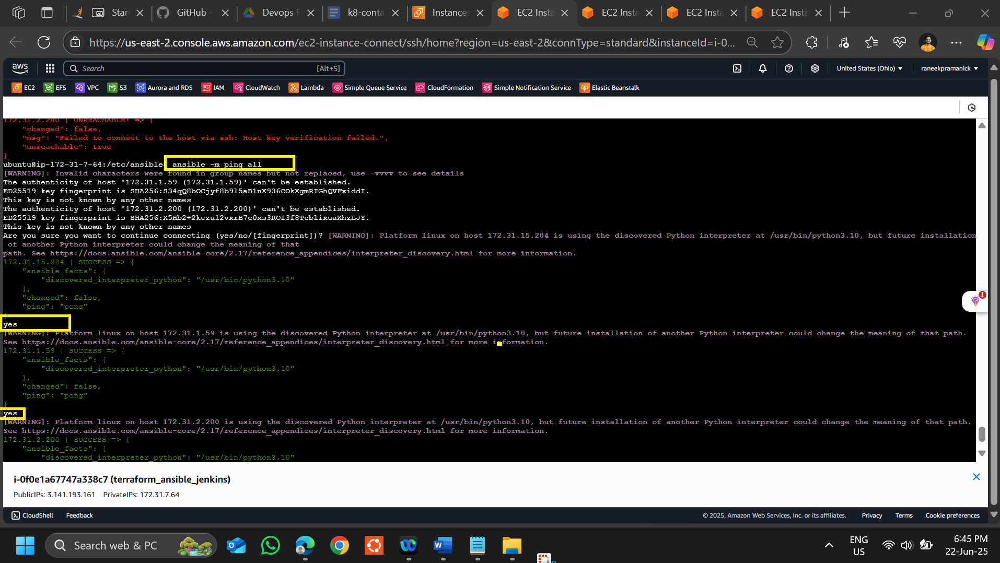 Star
GitHub -
Devops P
k8-conta
Instances
EC2 Insta
EC2 Insta
EC2 Insta
EC2 Insta
https://us-east-2.console.aws.amazon.com/ec2-instance-connect/ssh/home?region=us-east-2&connType=standard&instanceId=i-0...
aws
Search
[Alt+S]
United States (Ohio)
raneekpramanick
EC2
EFS
VPC
S3
Aurora and RDS
IAM
CloudWatch
Lambda
Simple Queue Service
CloudFormation
Simple Notification Service
Elastic Beanstalk
172.31.2.200 | UNREACHABLE! => {
"changed": false,
"msg": "Failed to connect to the host via ssh: Host key verification failed.",
"unreachable": true
}
ubuntu@ip-172-31-7-64:/etc/ansible$ ansible -m ping all
[WARNING]: Invalid characters were found in group names but not replaced, use -vvvv to see details
The authenticity of host '172.31.1.59 (172.31.1.59)' can't be established.
ED25519 key fingerprint is SHA256:S34qQ8bOCjyf8b9l5aB1nX936COkXgmRIGhQVFxiddI.
This key is not known by any other names
The authenticity of host '172.31.2.200 (172.31.2.200)' can't be established.
ED25519 key fingerprint is SHA256:X5Hb2+2kezu12vxrB7c0xs3ROI3f8TcblixuaXhzLJY.
This key is not known by any other names
Are you sure you want to continue connecting (yes/no/[fingerprint])? [WARNING]: Platform linux on host 172.31.15.204 is using the discovered Python interpreter at /usr/bin/python3.10, but future installation
of another Python interpreter could change the meaning of that
path. See https://docs.ansible.com/ansible-core/2.17/reference_appendices/interpreter_discovery.html for more information.
172.31.15.204 | SUCCESS => {
"ansible_facts": {
"discovered_interpreter_python": "/usr/bin/python3.10"
},
"changed": false,
"ping": "pong"
}
yes
[WARNING]: Platform linux on host 172.31.1.59 is using the discovered Python interpreter at /usr/bin/python3.10, but future installation of another Python interpreter could change the meaning of that path.
See https://docs.ansible.com/ansible-core/2.17/reference_appendices/interpreter_discovery.html for more information.
172.31.1.59 | SUCCESS => {
"ansible_facts": {
"discovered_interpreter_python": "/usr/bin/python3.10"
},
"changed": false,
"ping": "pong"
}
yes
[WARNING]: Platform linux on host 172.31.2.200 is using the discovered Python interpreter at /usr/bin/python3.10, but future installation of another Python interpreter could change the meaning of that path.
See https://docs.ansible.com/ansible-core/2.17/reference_appendices/interpreter_discovery.html for more information.
172.31.2.200 | SUCCESS => {
"ansible_facts": {
"discovered_interpreter_python": "/usr/bin/python3.10"
1
i-0f0e1a67747a338c7 (terraform_ansible_jenkins)
PublicIPs: 3.141.193.161 PrivateIPs: 172.31.7.64
CloudShell
Feedback
© 2025, Amazon Web Services, Inc. or its affiliates.
Privacy
Terms
Cookie preferences
Search web & PC
ENG
US
6:45 PM
22-Jun-25